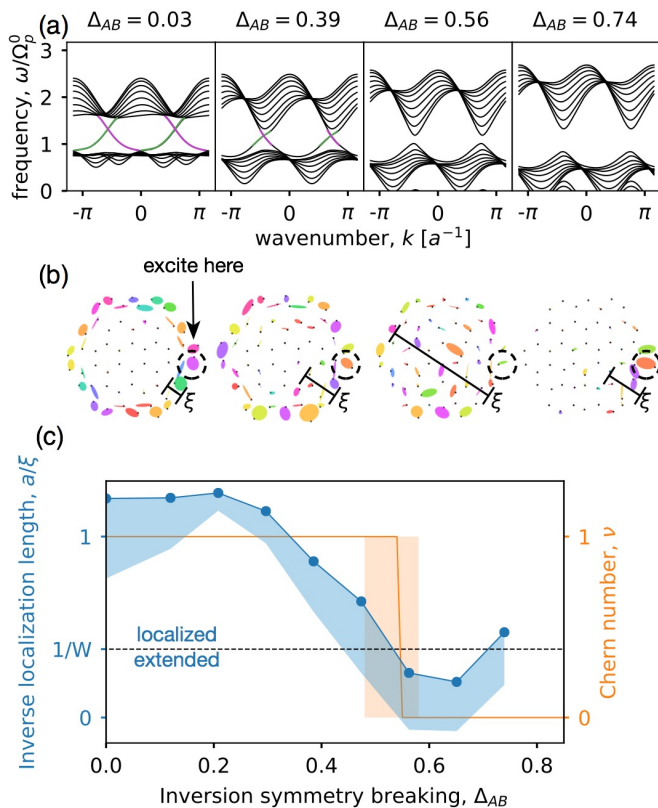 (a) Δ_AB = 0.03 Δ_AB = 0.39 Δ_AB = 0.56 Δ_AB = 0.74
frequency, ω/Ω_p^0
3
2
1
0
-π 0 π -π 0 π -π 0 π -π 0 π
wavenumber, k [a⁻¹]
(b) excite here
ξ ξ ξ ξ
(c)
Inverse localization length, a/ξ
1
1/W
0
localized
extended
1
0
Chern number, ν
0.0 0.2 0.4 0.6 0.8
Inversion symmetry breaking, Δ_AB